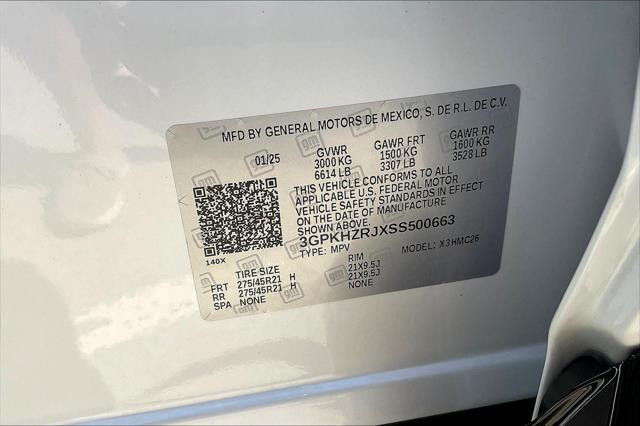 MFD BY GENERAL MOTORS DE MEXICO, S. DE R.L. DE C.V.
01/25 GVWR GAWR FRT GAWR RR
3000 KG 1500 KG 1600 KG
6614 LB 3307 LB 3528 LB
THIS VEHICLE CONFORMS TO ALL
APPLICABLE U.S. FEDERAL MOTOR
VEHICLE SAFETY STANDARDS IN EFFECT
ON THE DATE OF MANUFACTURE
SHOWN ABOVE.
3GPKHZRJXSS500663
TYPE: MPV MODEL: X3HMC26
140X
TIRE SIZE RIM
FRT 275/45R21 H 21X9.5J
RR 275/45R21 H 21X9.5J
SPA NONE NONE